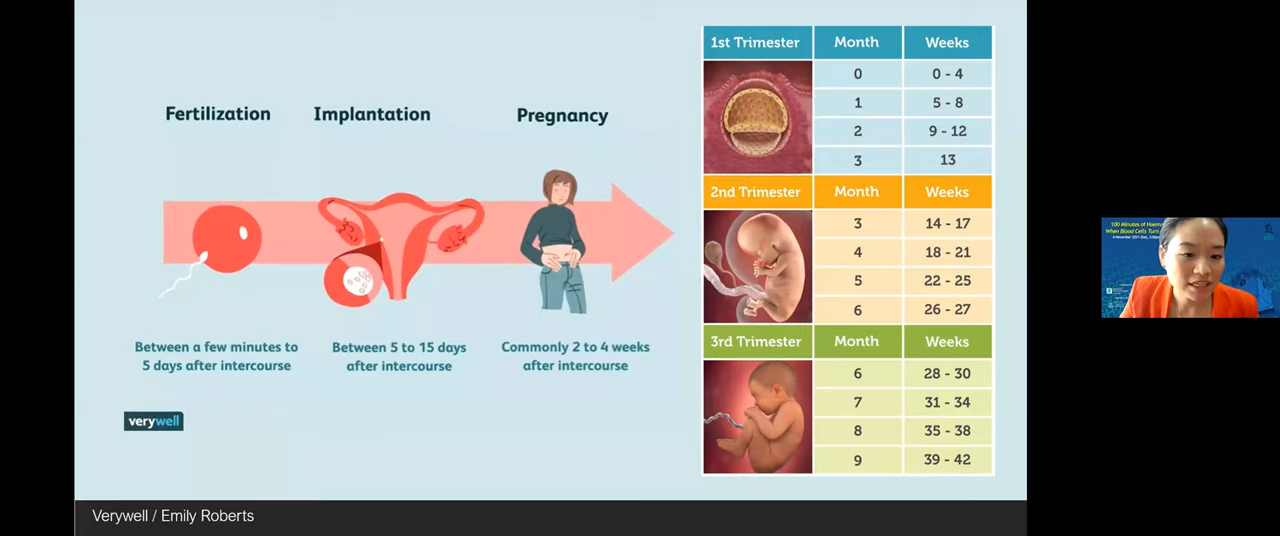 Fertilization
Implantation
Pregnancy
Between a few minutes to
5 days after intercourse
Between 5 to 15 days
after intercourse
Commonly 2 to 4 weeks
after intercourse
verywell
1st Trimester Month Weeks
0 0 - 4
1 5 - 8
2 9 - 12
3 13
2nd Trimester Month Weeks
3 14 - 17
4 18 - 21
5 22 - 25
6 26 - 27
3rd Trimester Month Weeks
6 28 - 30
7 31 - 34
8 35 - 38
9 39 - 42
Verywell / Emily Roberts
100 Minutes of
When Blood Cells Turn